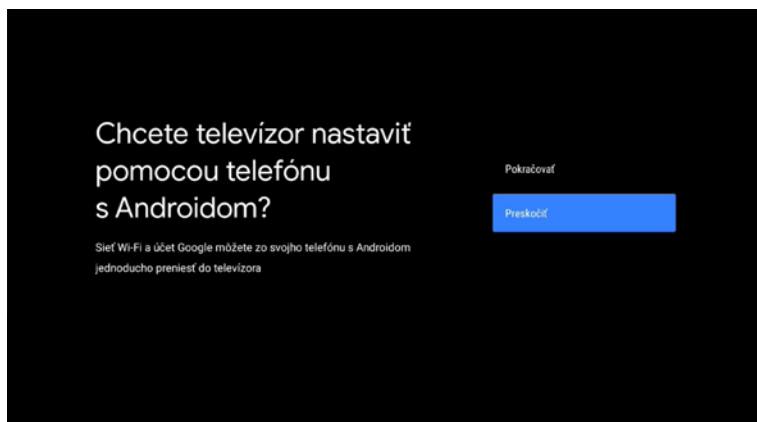 Chcete televízor nastaviť
pomocou telefónu
s Androidom?
Sieť Wi-Fi a účet Google môžete zo svojho telefónu s Androidom
jednoducho preniesť do televízora
Pokračovať
Preskočiť